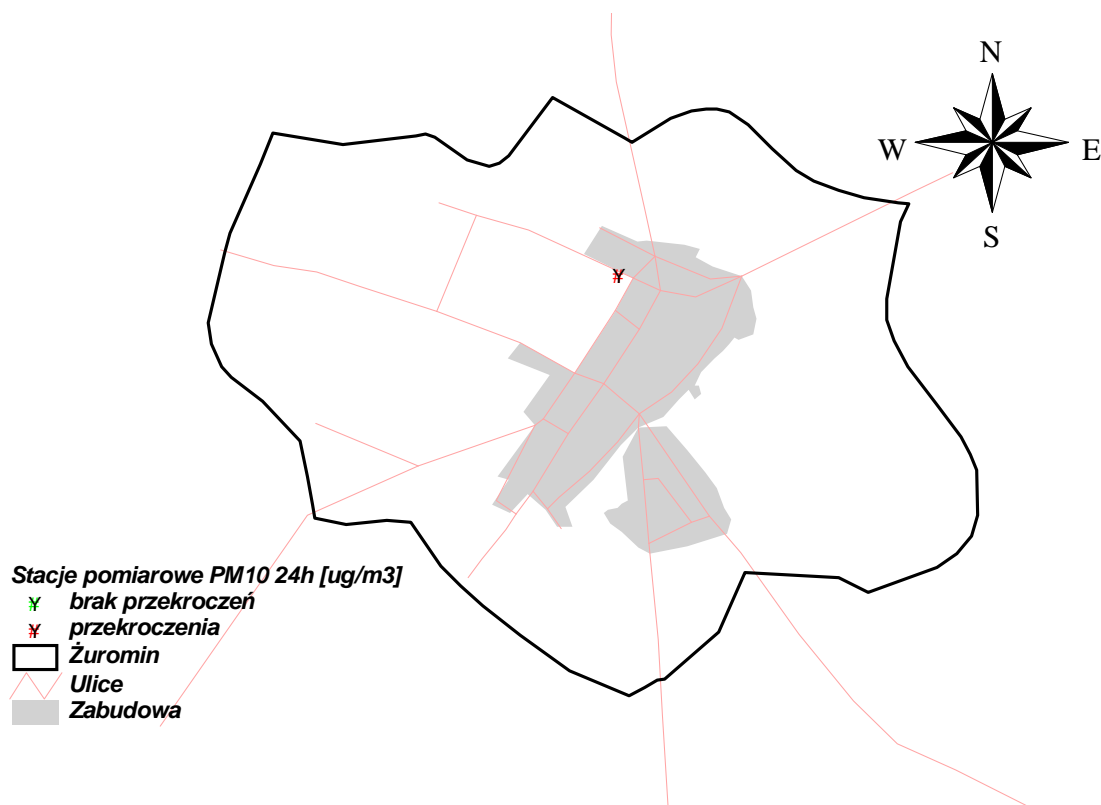 N
W
E
S
Stacje pomiarowe PM10 24h [ug/m3]
brak przekroczeń
przekroczenia
Żuromin
Ulice
Zabudowa